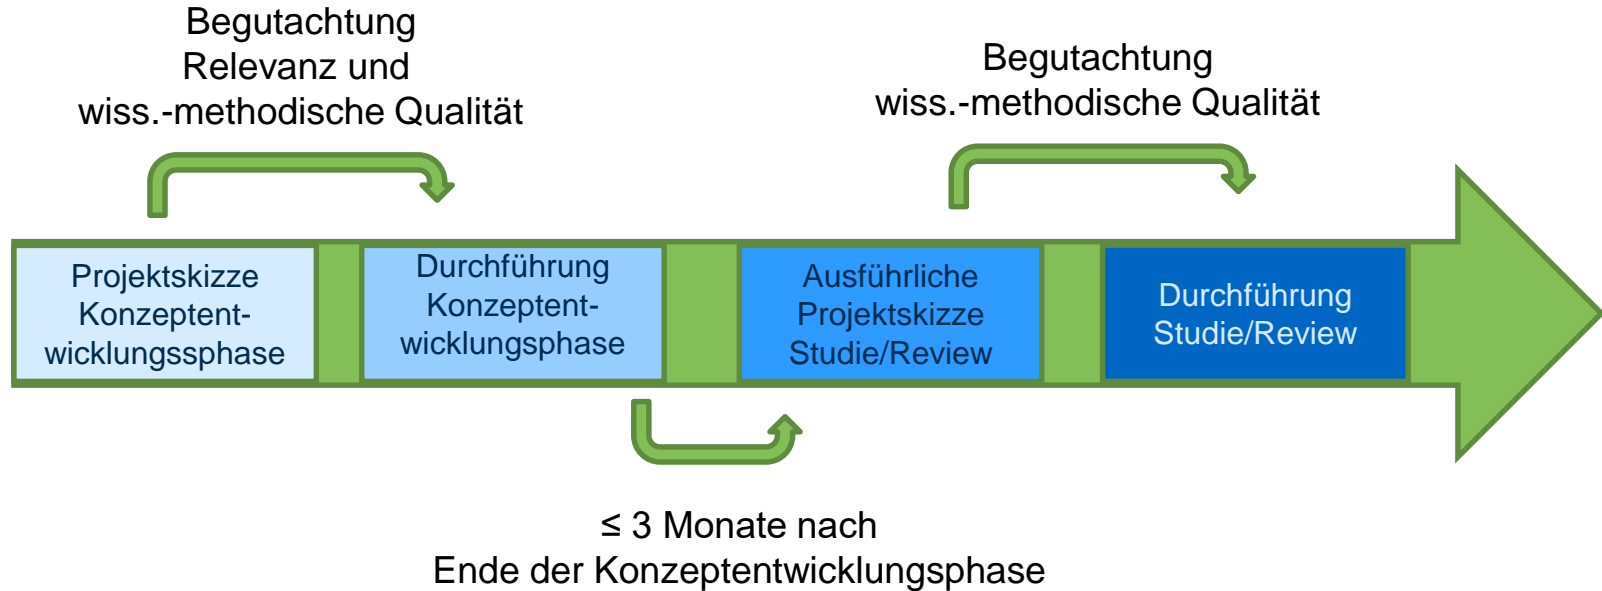 Begutachtung
Relevanz und
wiss.-methodische Qualität
Begutachtung
wiss.-methodische Qualität
Projektskizze
Konzeptent-
wicklungssphase
Durchführung
Konzeptent-
wicklungsphase
Ausführliche
Projektskizze
Studie/Review
Durchführung
Studie/Review
≤ 3 Monate nach
Ende der Konzeptentwicklungsphase